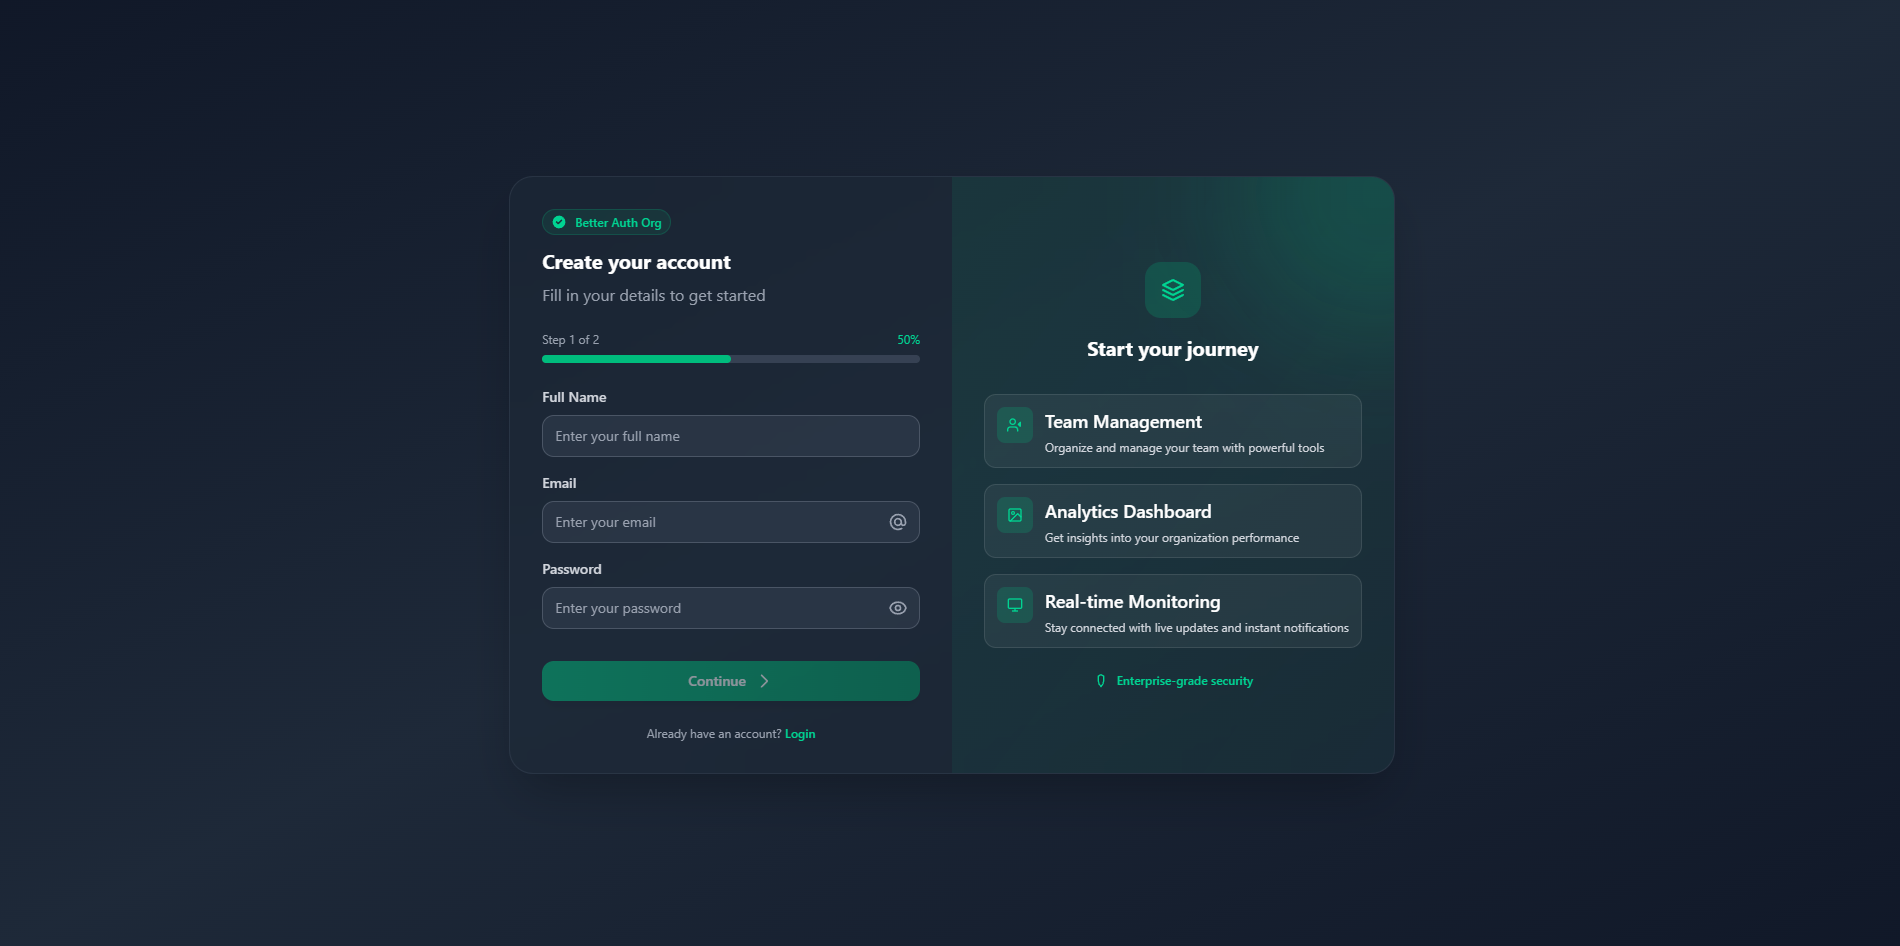 Better Auth Org
Create your account
Fill in your details to get started
Step 1 of 2
50%
Full Name
Enter your full name
Email
Enter your email
Password
Enter your password
Continue
Already have an account? Login
Start your journey
Team Management
Organize and manage your team with powerful tools
Analytics Dashboard
Get insights into your organization performance
Real-time Monitoring
Stay connected with live updates and instant notifications
Enterprise-grade security